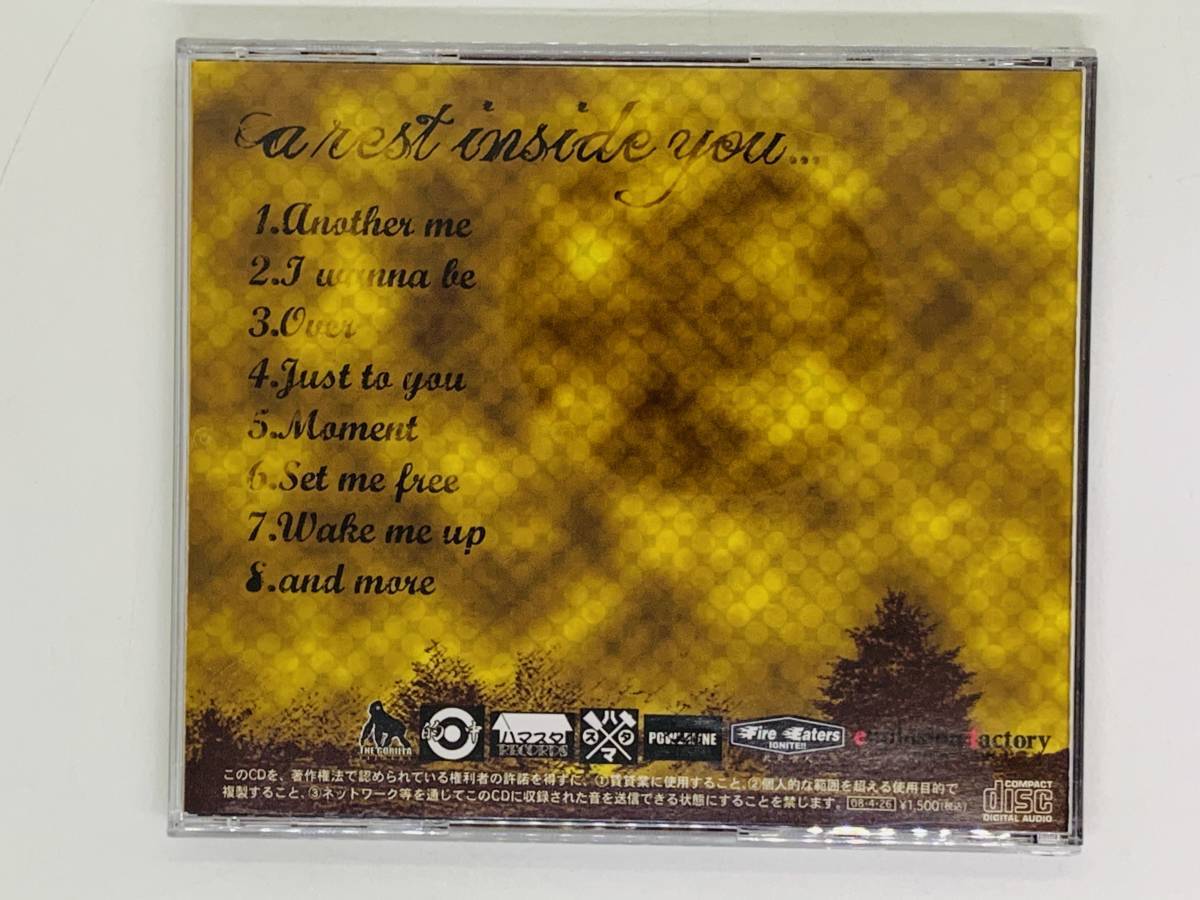 a rest inside you...
1.Another me
2.I wanna be
3.Over
4.Just to you
5.Moment
6.Set me free
7.Wake me up
8.and more
THE GORILLA
ハマスタ
RECORDS
ハタマス
Fire Eaters
IGNITE!!
factory
このCDを、著作権法で認められている権利者の許諾を得ずに、①賃貸業に使用すること、②個人的な範囲を超える使用目的で
複製すること、③ネットワーク等を通じてこのCDに収録された音を送信できる状態にすることを禁じます。 08・4・26 ¥1,500(税込)
COMPACT
disc
DIGITAL AUDIO